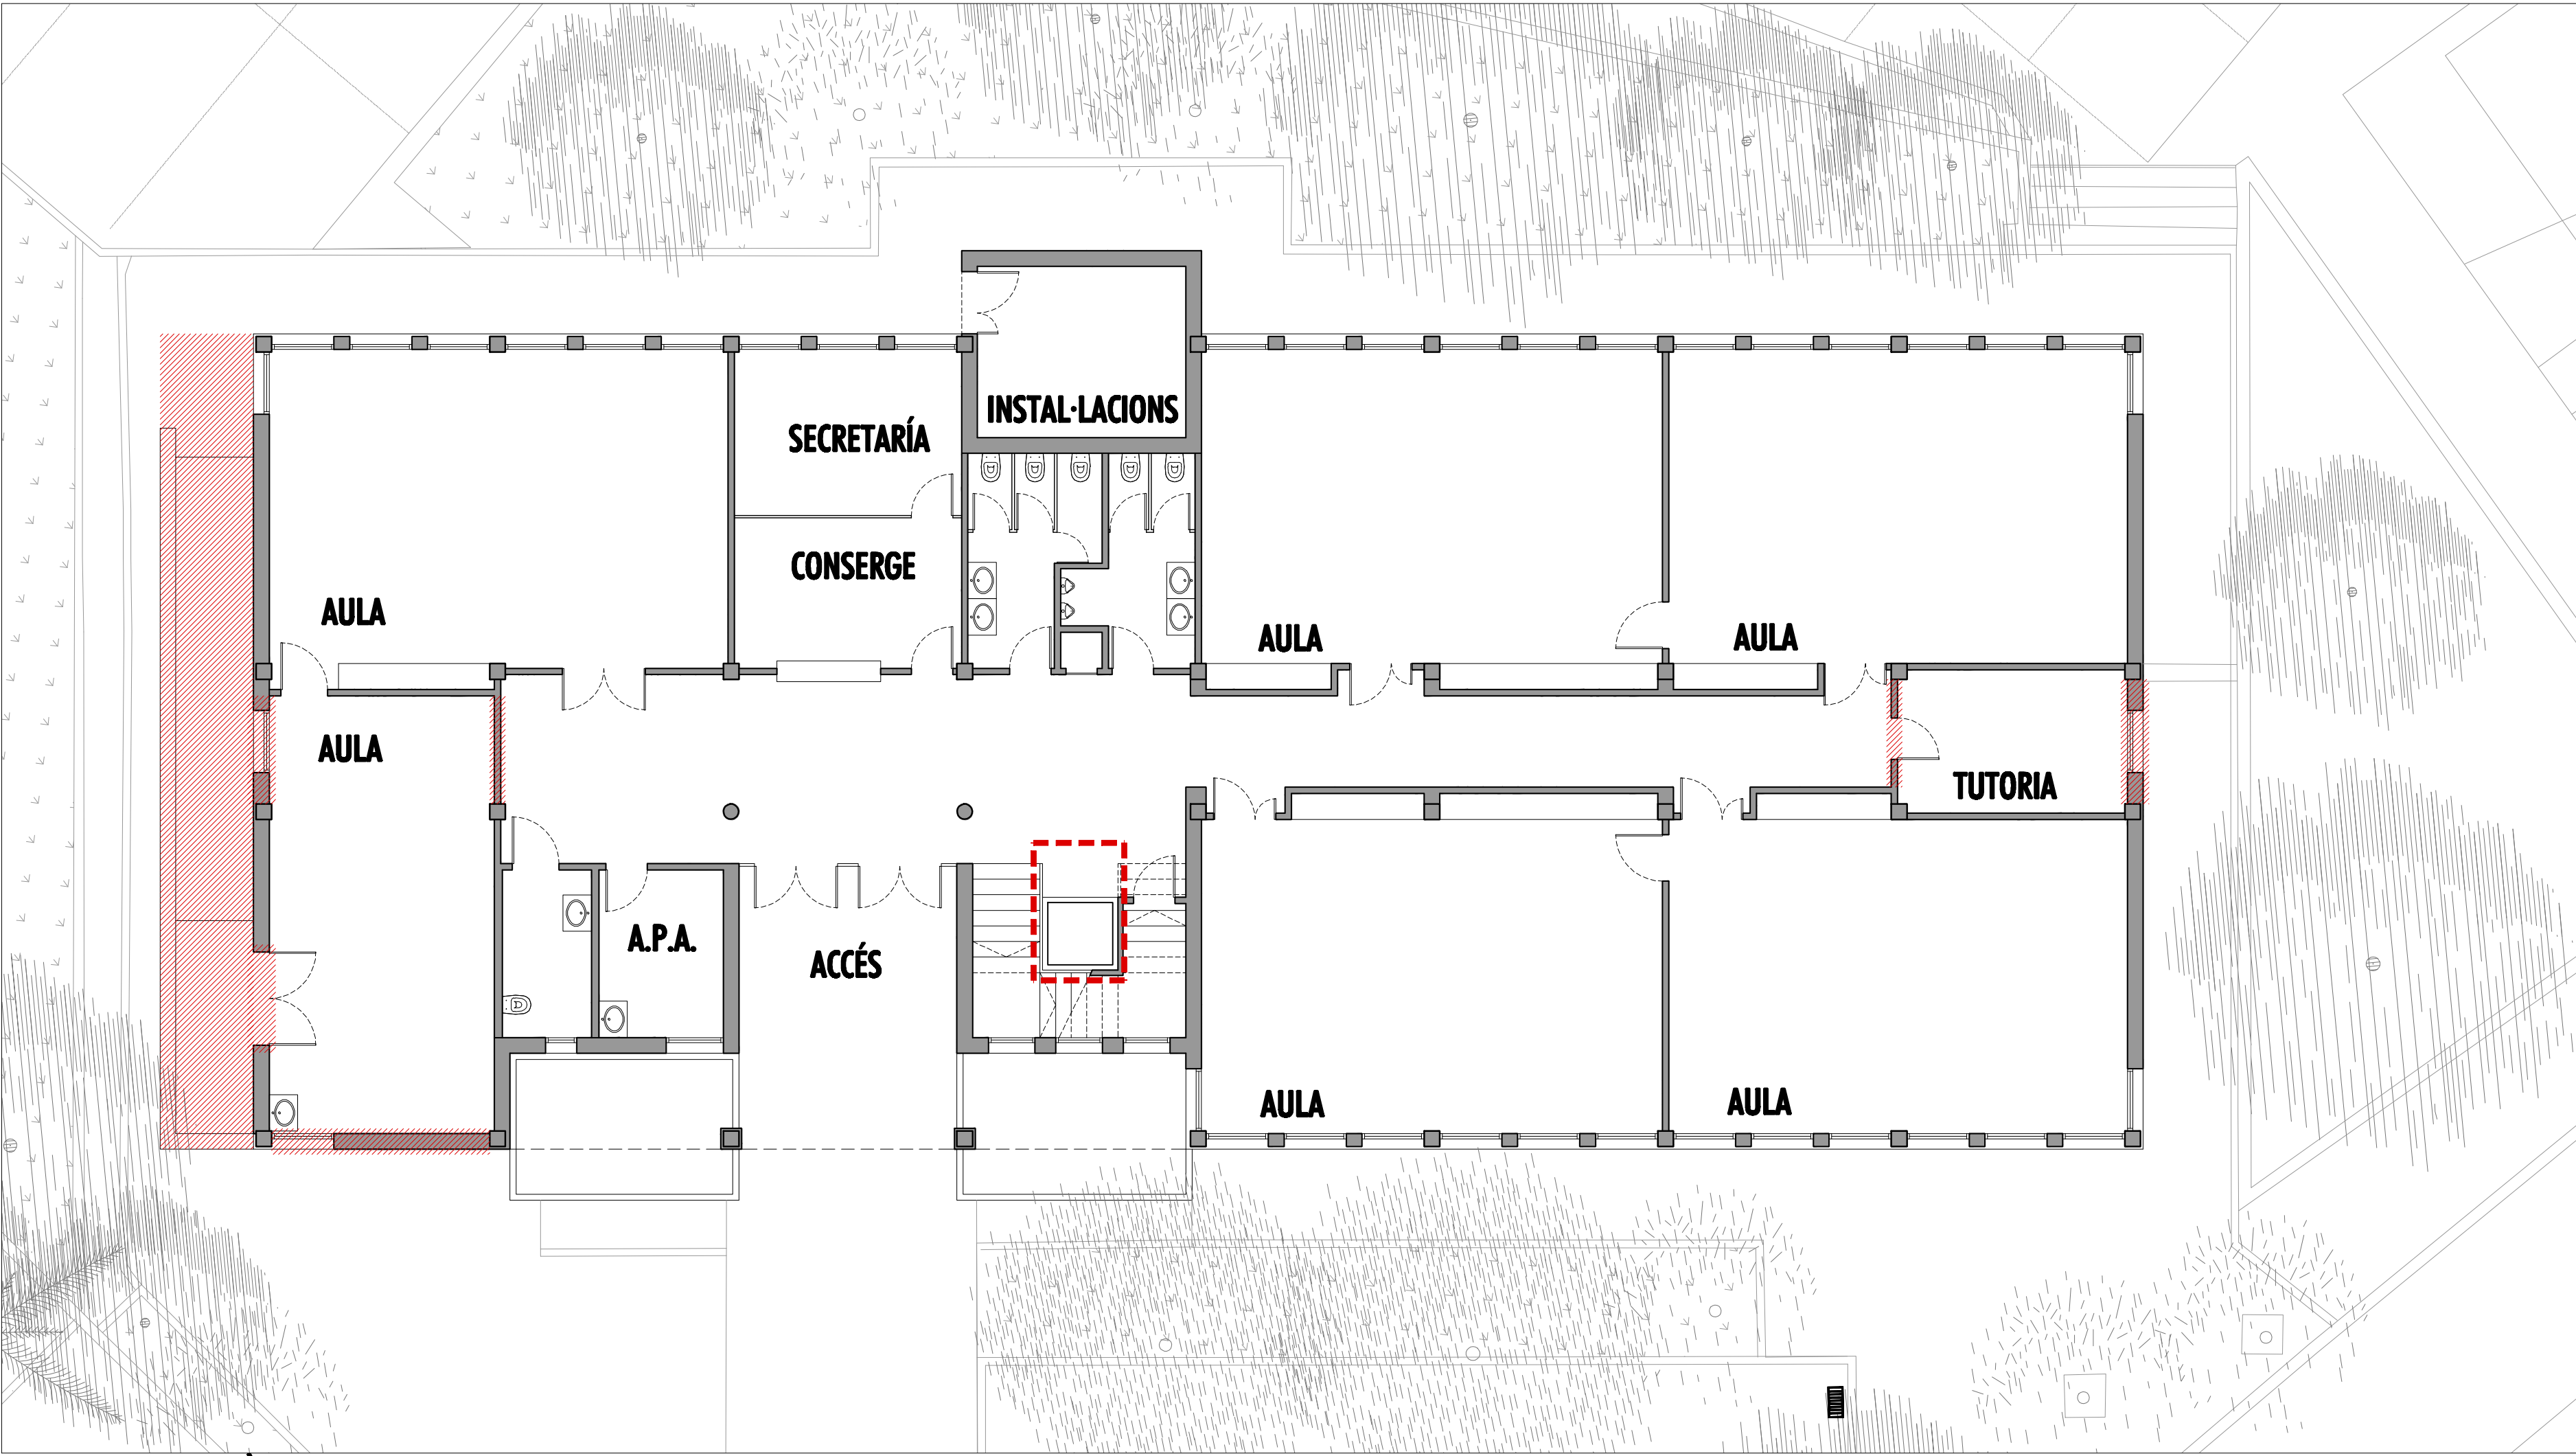 INSTAL·LACIONS
SECRETARÍA
CONSERGE
AULA
AULA
AULA
AULA
TUTORIA
A.P.A.
ACCÉS
AULA
AULA